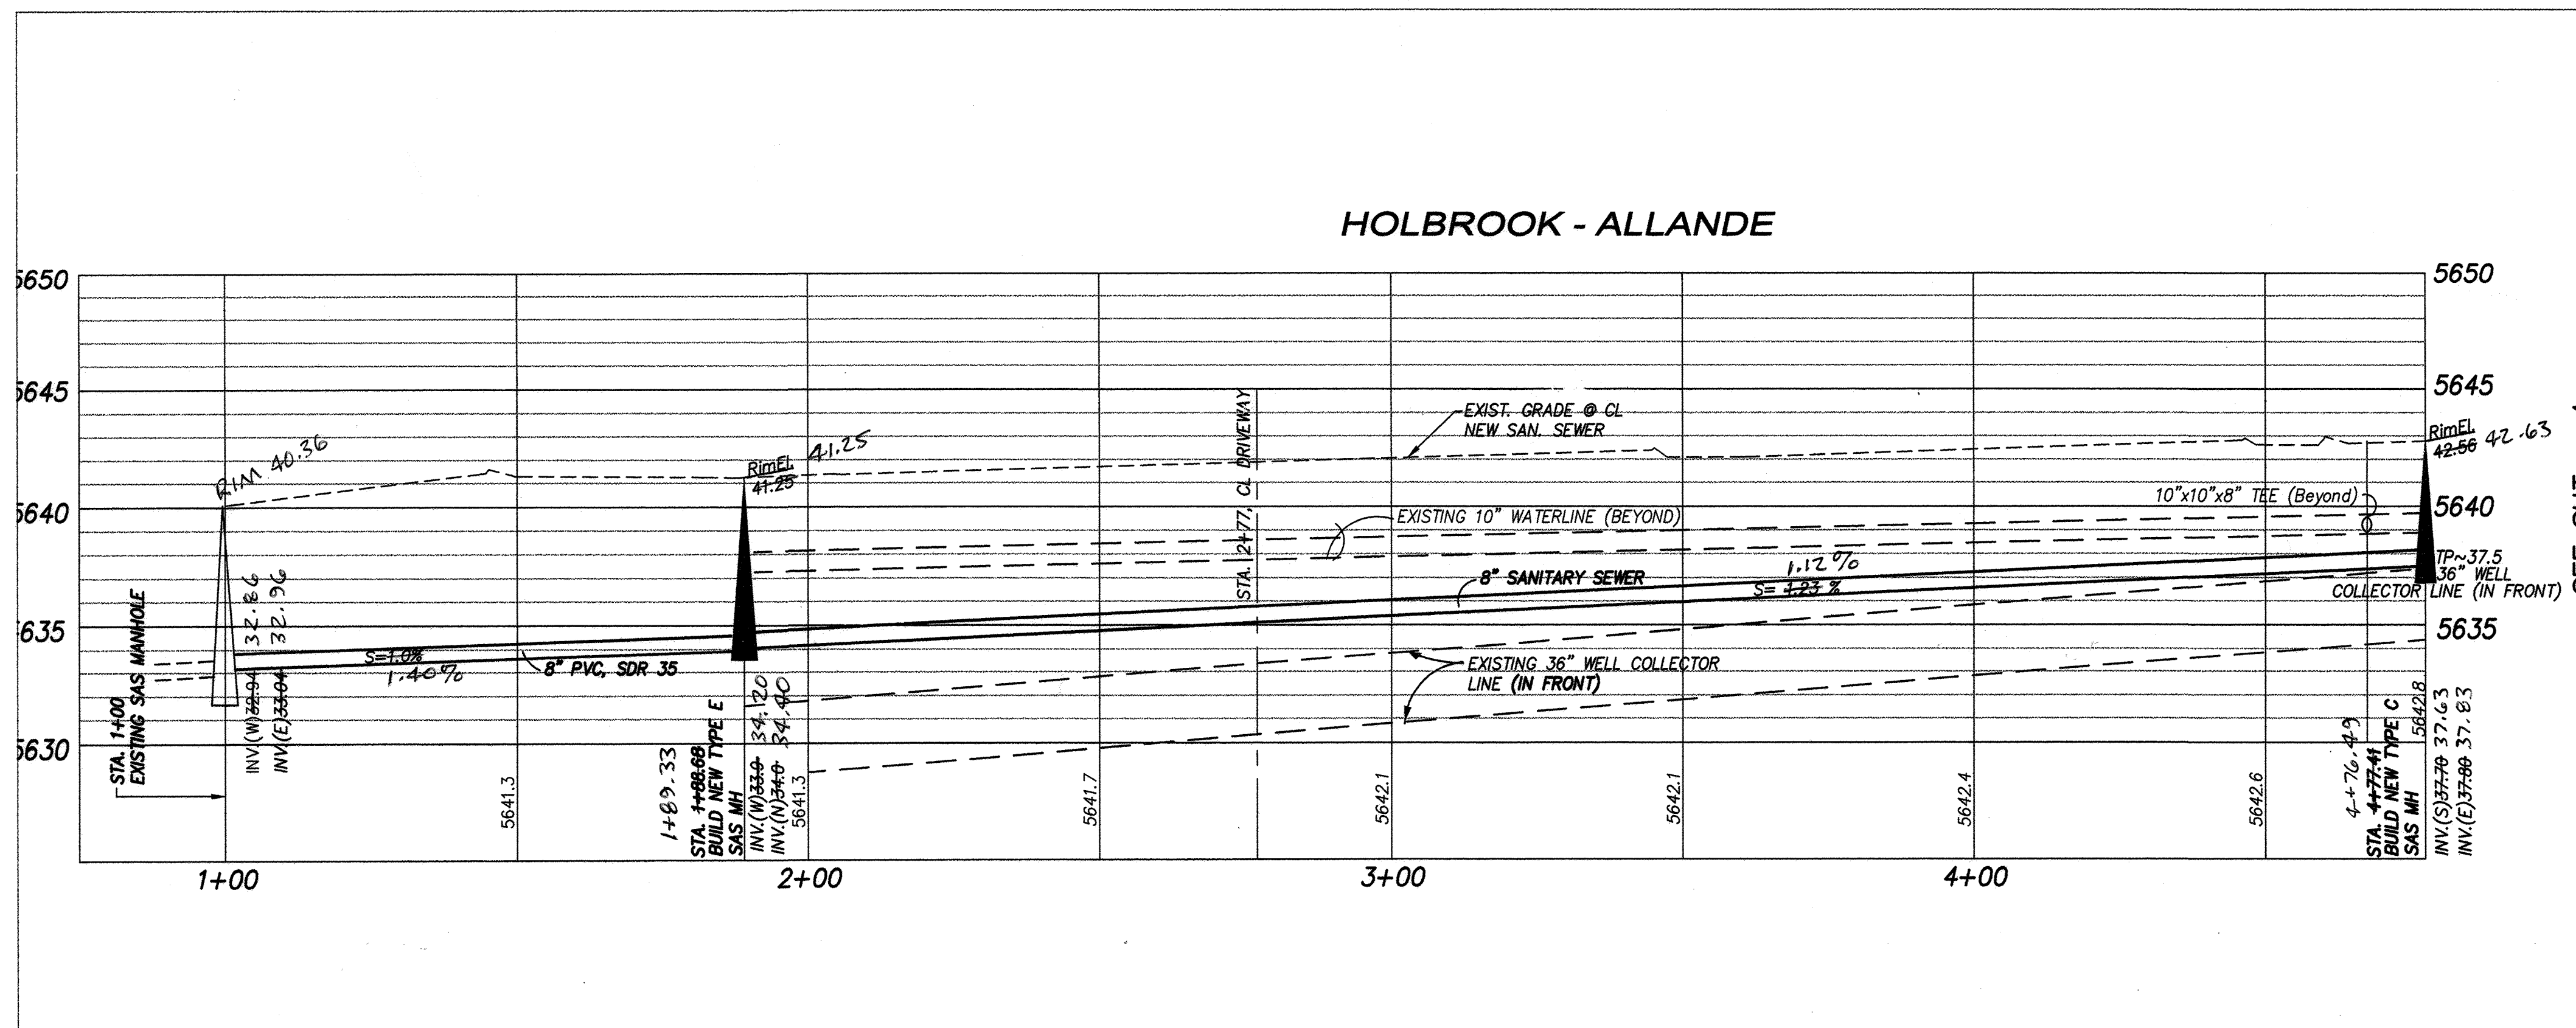 HOLBROOK - ALLANDE
5650
5645
5640
5635
5630
5650
5645
5640
5635
RIM 40.36
RimEl.
41.25
41.25
STA. 2+77, CL DRIVEWAY
EXIST. GRADE @ CL
NEW SAN. SEWER
RimEl.
42.56 42.63
EXISTING 10" WATERLINE (BEYOND)
10"x10"x8" TEE (Beyond)
TP~37.5
36" WELL
COLLECTOR LINE (IN FRONT)
8" SANITARY SEWER
1.12%
S= 1.23 %
S=1.0%
1.40%
8" PVC, SDR 35
EXISTING 36" WELL COLLECTOR
LINE (IN FRONT)
STA. 1+00
EXISTING SAS MANHOLE
INV.(W)32.94 32.86
INV.(E)33.04 32.96
5641.3
1+89.33
STA. 1+88.68
BUILD NEW TYPE E
SAS MH
INV.(W)33.9 34.20
INV.(N)34.0 34.40
5641.3
5641.7
5642.1
5642.1
5642.4
5642.6
4+76.49
STA. 4+77.41
BUILD NEW TYPE C
SAS MH
5642.8
INV.(S)37.70 37.63
INV.(E)37.80 37.83
1+00
2+00
3+00
4+00